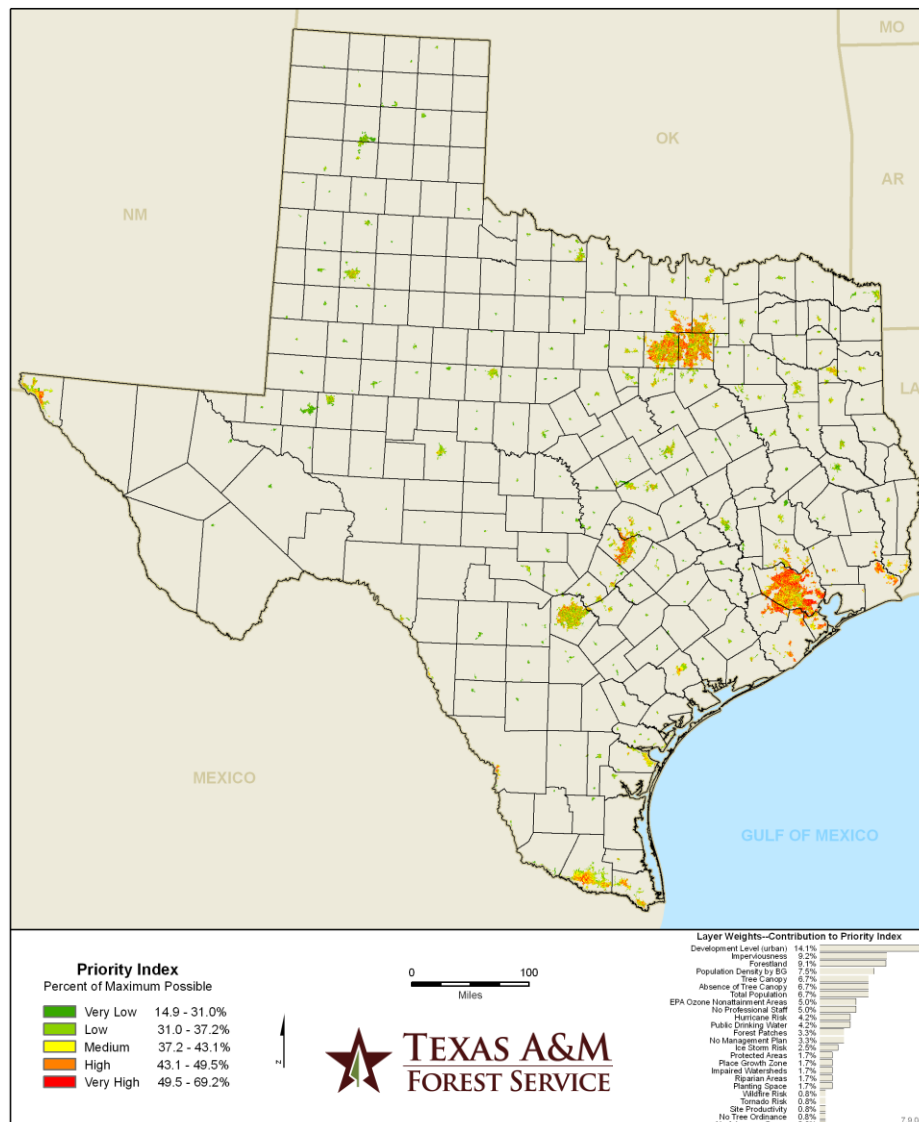 MO
OK
AR
NM
LA
MEXICO
GULF OF MEXICO
Priority Index
Percent of Maximum Possible
Very Low 14.9 - 31.0%
Low 31.0 - 37.2%
Medium 37.2 - 43.1%
High 43.1 - 49.5%
Very High 49.5 - 69.2%
0 100
Miles
z
TEXAS A&M
FOREST SERVICE
Layer Weights--Contribution to Priority Index
Development Level (urban) 14.1%
Imperviousness 9.2%
Forestland 9.1%
Population Density by BG 7.5%
Tree Canopy 6.7%
Absence of Tree Canopy 6.7%
Total Population 6.7%
EPA Ozone Nonattainment Areas 5.0%
No Professional Staff 5.0%
Hurricane Risk 4.2%
Public Drinking Water 4.2%
Forest Patches 3.3%
No Management Plan 3.3%
Ice Storm Risk 2.5%
Protected Areas 1.7%
Place Growth Zone 1.7%
Impaired Watersheds 1.7%
Riparian Areas 1.7%
Planting Space 1.7%
Wildfire Risk 0.8%
Tornado Risk 0.8%
Site Productivity 0.8%
No Tree Ordinance 0.8%